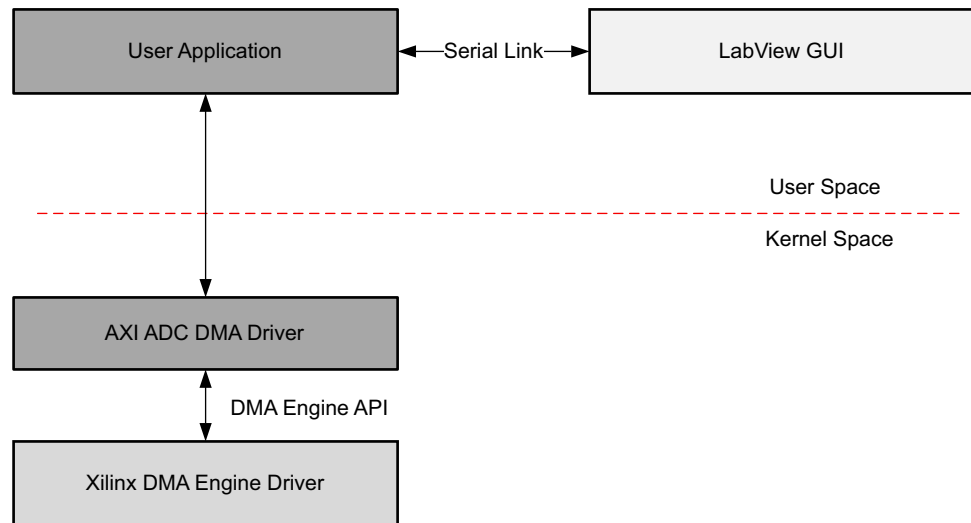 User Application
Serial Link
LabView GUI
User Space
Kernel Space
AXI ADC DMA Driver
DMA Engine API
Xilinx DMA Engine Driver